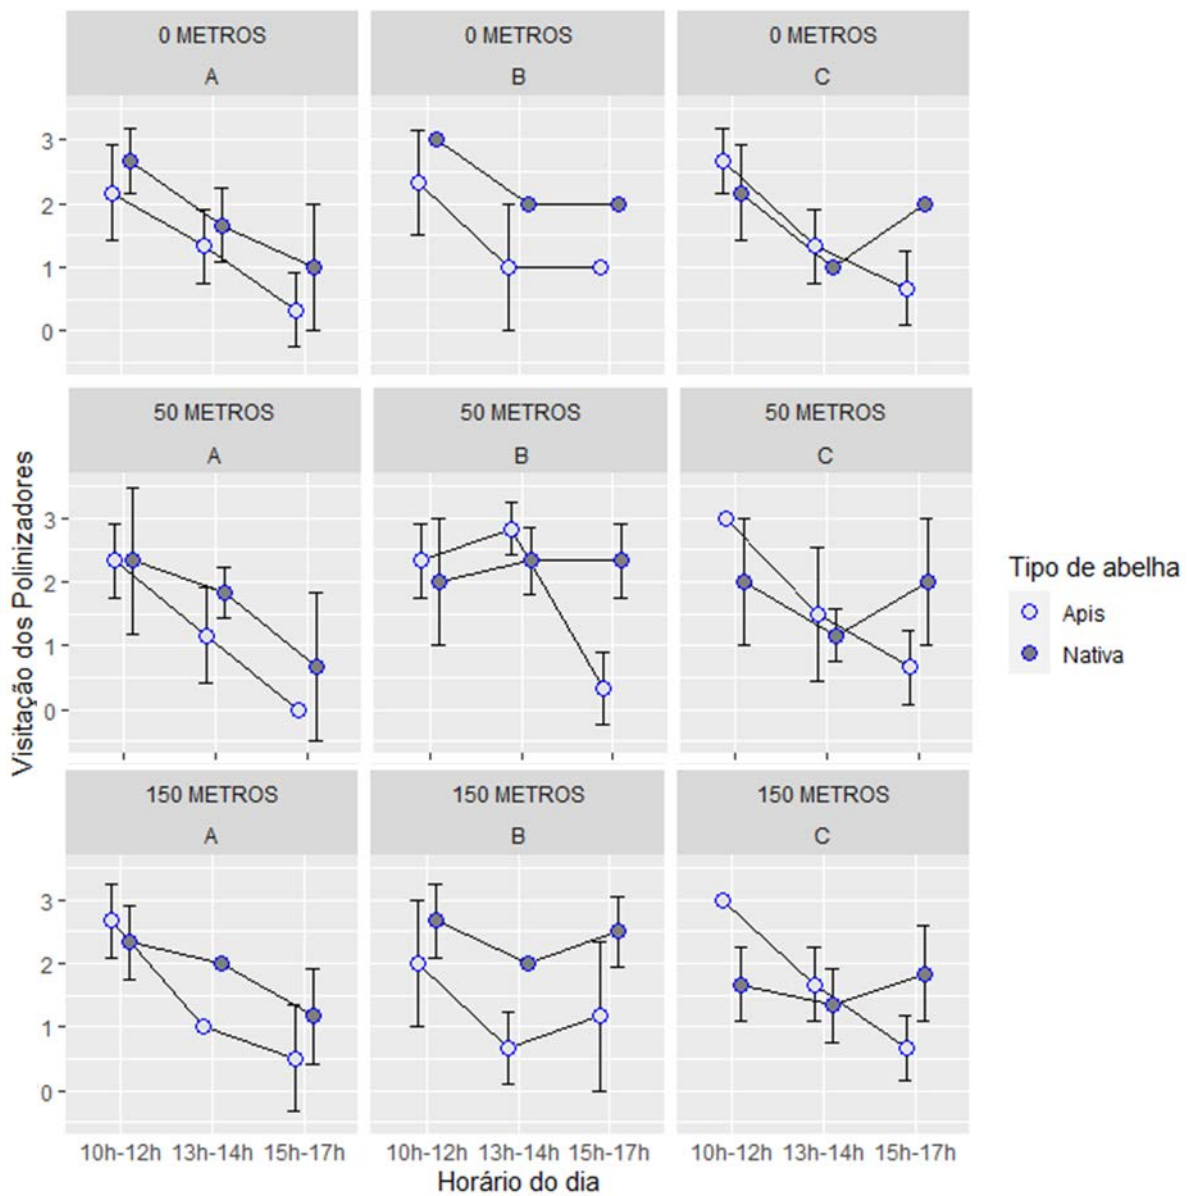 0 METROS
0 METROS
0 METROS
A
B
C
3
2
1
0
50 METROS
50 METROS
50 METROS
A
B
C
3
2
1
0
150 METROS
150 METROS
150 METROS
A
B
C
3
2
1
0
10h-12h 13h-14h 15h-17h
10h-12h 13h-14h 15h-17h
10h-12h 13h-14h 15h-17h
Horário do dia
Visitação dos Polinizadores
Tipo de abelha
Apis
Nativa